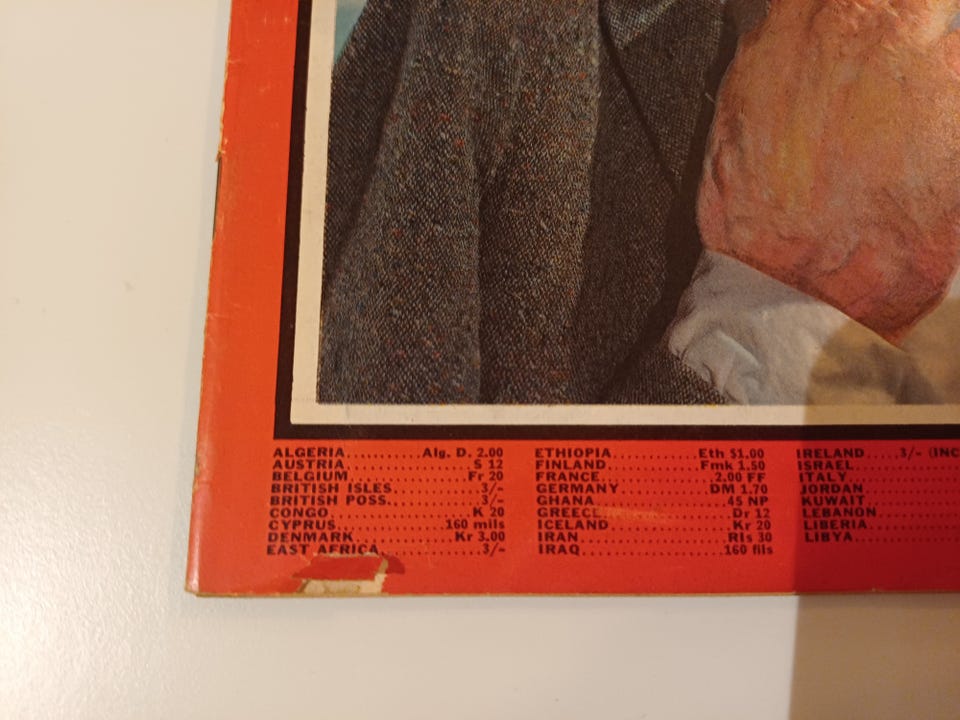 ALGERIA..........Alg. D. 2.00
AUSTRIA..................S 12
BELGIUM.................Fr 20
BRITISH ISLES.............3/-
BRITISH POSS..............3/-
CONGO....................K 20
CYPRUS...............160 mils
DENMARK...............Kr 3.00
EAST AFRICA...............3/-
ETHIOPIA............Eth $1.00
FINLAND..............Fmk 1.50
FRANCE................2.00 FF
GERMANY...............DM 1.70
GHANA...................45 NP
GREECE..................Dr 12
ICELAND.................Kr 20
IRAN...................Rls 30
IRAQ.................160 fils
IRELAND.....3/- (INC
ISRAEL
ITALY
JORDAN
KUWAIT
LEBANON
LIBERIA
LIBYA